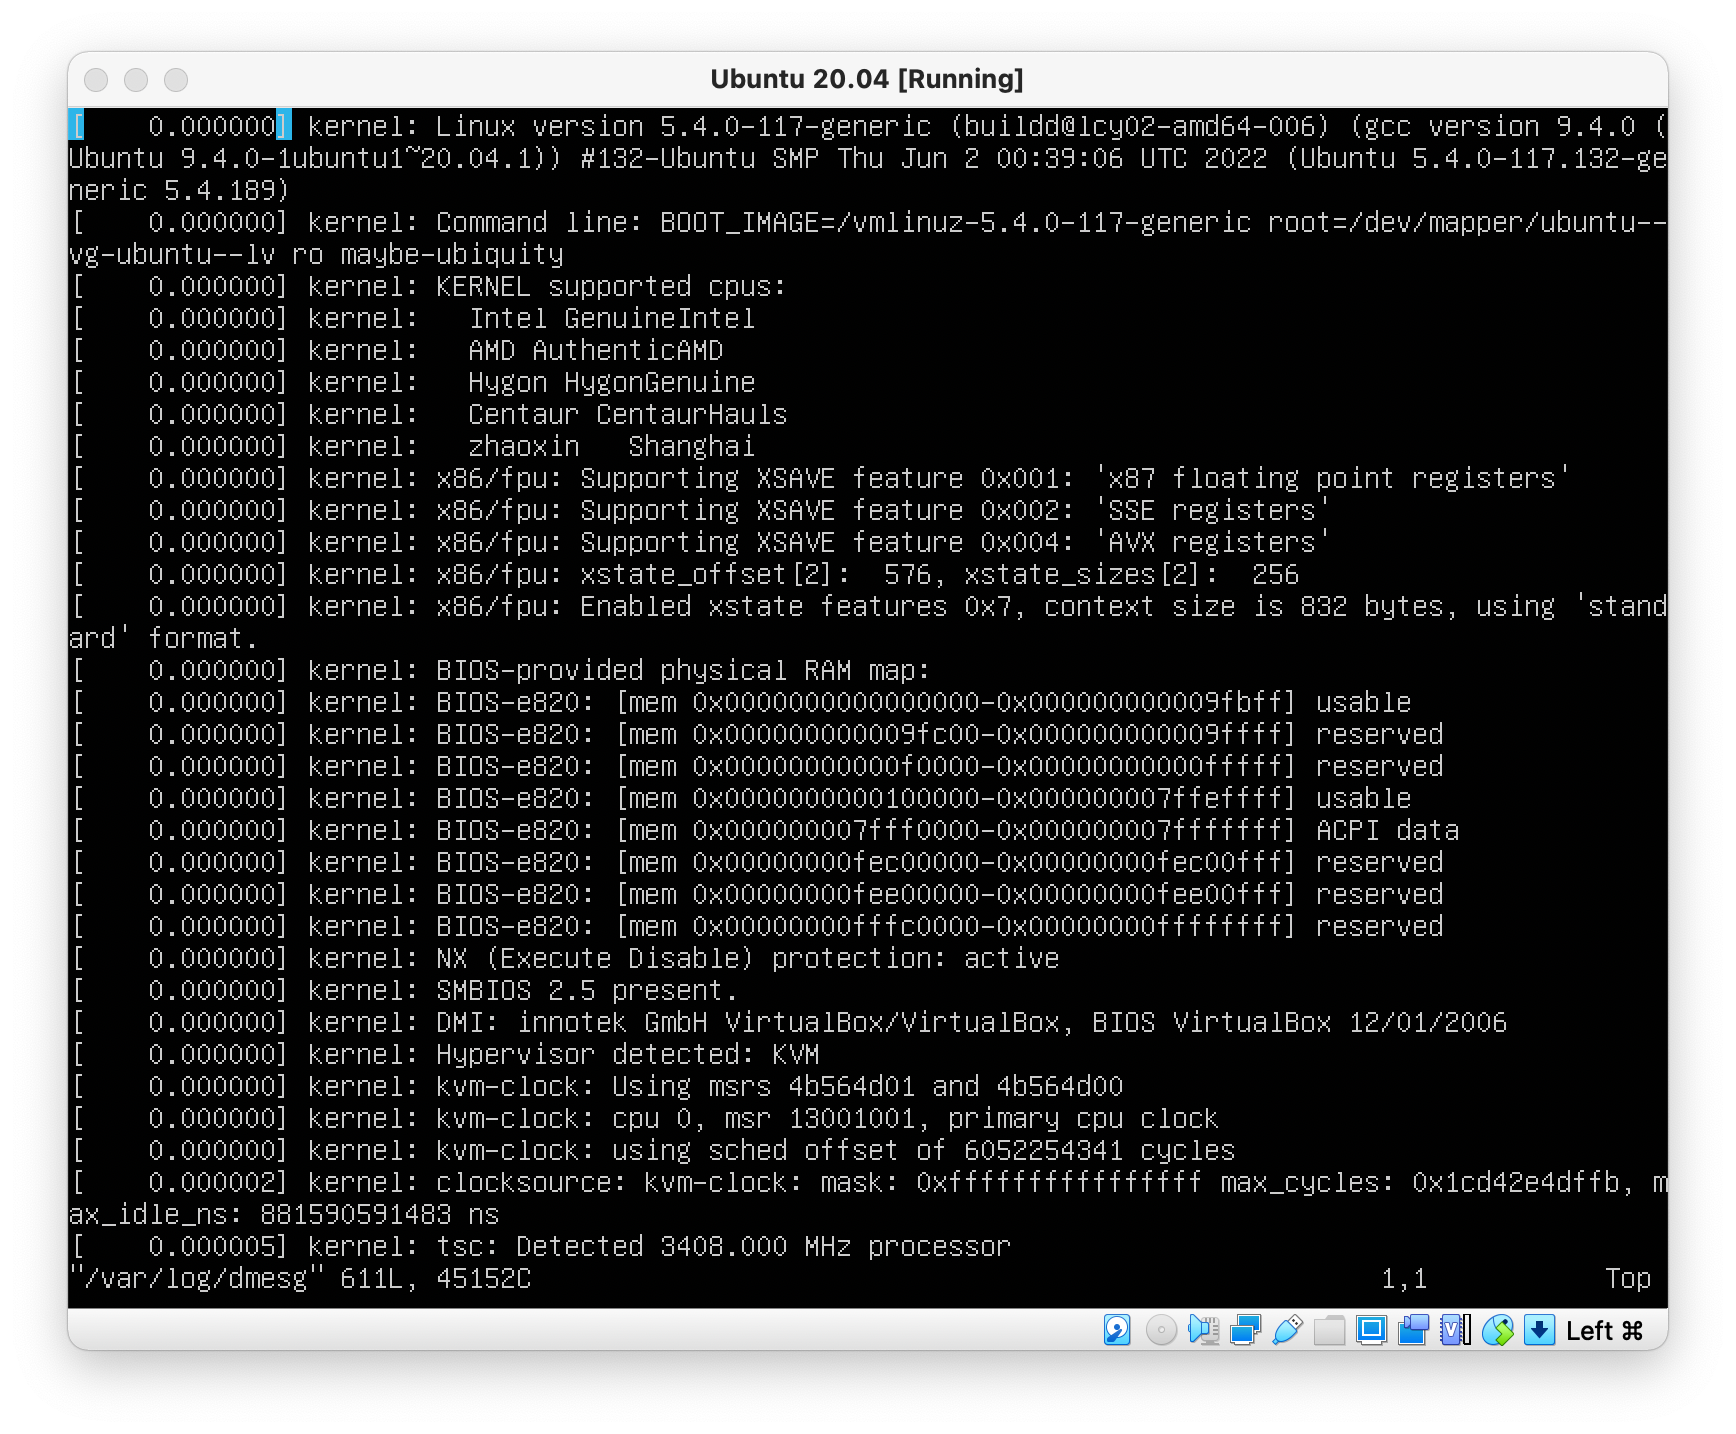 Ubuntu 20.04 [Running]
[    0.000000] kernel: Linux version 5.4.0-117-generic (buildd@lcy02-amd64-006) (gcc version 9.4.0 (
Ubuntu 9.4.0-1ubuntu1~20.04.1)) #132-Ubuntu SMP Thu Jun 2 00:39:06 UTC 2022 (Ubuntu 5.4.0-117.132-ge
neric 5.4.189)
[    0.000000] kernel: Command line: BOOT_IMAGE=/vmlinuz-5.4.0-117-generic root=/dev/mapper/ubuntu--
vg-ubuntu--lv ro maybe-ubiquity
[    0.000000] kernel: KERNEL supported cpus:
[    0.000000] kernel:   Intel GenuineIntel
[    0.000000] kernel:   AMD AuthenticAMD
[    0.000000] kernel:   Hygon HygonGenuine
[    0.000000] kernel:   Centaur CentaurHauls
[    0.000000] kernel:   zhaoxin   Shanghai
[    0.000000] kernel: x86/fpu: Supporting XSAVE feature 0x001: 'x87 floating point registers'
[    0.000000] kernel: x86/fpu: Supporting XSAVE feature 0x002: 'SSE registers'
[    0.000000] kernel: x86/fpu: Supporting XSAVE feature 0x004: 'AVX registers'
[    0.000000] kernel: x86/fpu: xstate_offset[2]:  576, xstate_sizes[2]:  256
[    0.000000] kernel: x86/fpu: Enabled xstate features 0x7, context size is 832 bytes, using 'stand
ard' format.
[    0.000000] kernel: BIOS-provided physical RAM map:
[    0.000000] kernel: BIOS-e820: [mem 0x0000000000000000-0x000000000009fbff] usable
[    0.000000] kernel: BIOS-e820: [mem 0x000000000009fc00-0x000000000009ffff] reserved
[    0.000000] kernel: BIOS-e820: [mem 0x00000000000f0000-0x00000000000fffff] reserved
[    0.000000] kernel: BIOS-e820: [mem 0x0000000000100000-0x000000007ffeffff] usable
[    0.000000] kernel: BIOS-e820: [mem 0x000000007fff0000-0x000000007fffffff] ACPI data
[    0.000000] kernel: BIOS-e820: [mem 0x00000000fec00000-0x00000000fec00fff] reserved
[    0.000000] kernel: BIOS-e820: [mem 0x00000000fee00000-0x00000000fee00fff] reserved
[    0.000000] kernel: BIOS-e820: [mem 0x00000000fffc0000-0x00000000ffffffff] reserved
[    0.000000] kernel: NX (Execute Disable) protection: active
[    0.000000] kernel: SMBIOS 2.5 present.
[    0.000000] kernel: DMI: innotek GmbH VirtualBox/VirtualBox, BIOS VirtualBox 12/01/2006
[    0.000000] kernel: Hypervisor detected: KVM
[    0.000000] kernel: kvm-clock: Using msrs 4b564d01 and 4b564d00
[    0.000000] kernel: kvm-clock: cpu 0, msr 13001001, primary cpu clock
[    0.000000] kernel: kvm-clock: using sched offset of 6052254341 cycles
[    0.000002] kernel: clocksource: kvm-clock: mask: 0xffffffffffffffff max_cycles: 0x1cd42e4dffb, m
ax_idle_ns: 881590591483 ns
[    0.000005] kernel: tsc: Detected 3408.000 MHz processor
"/var/log/dmesg" 611L, 45152C 1,1 Top
Left ⌘